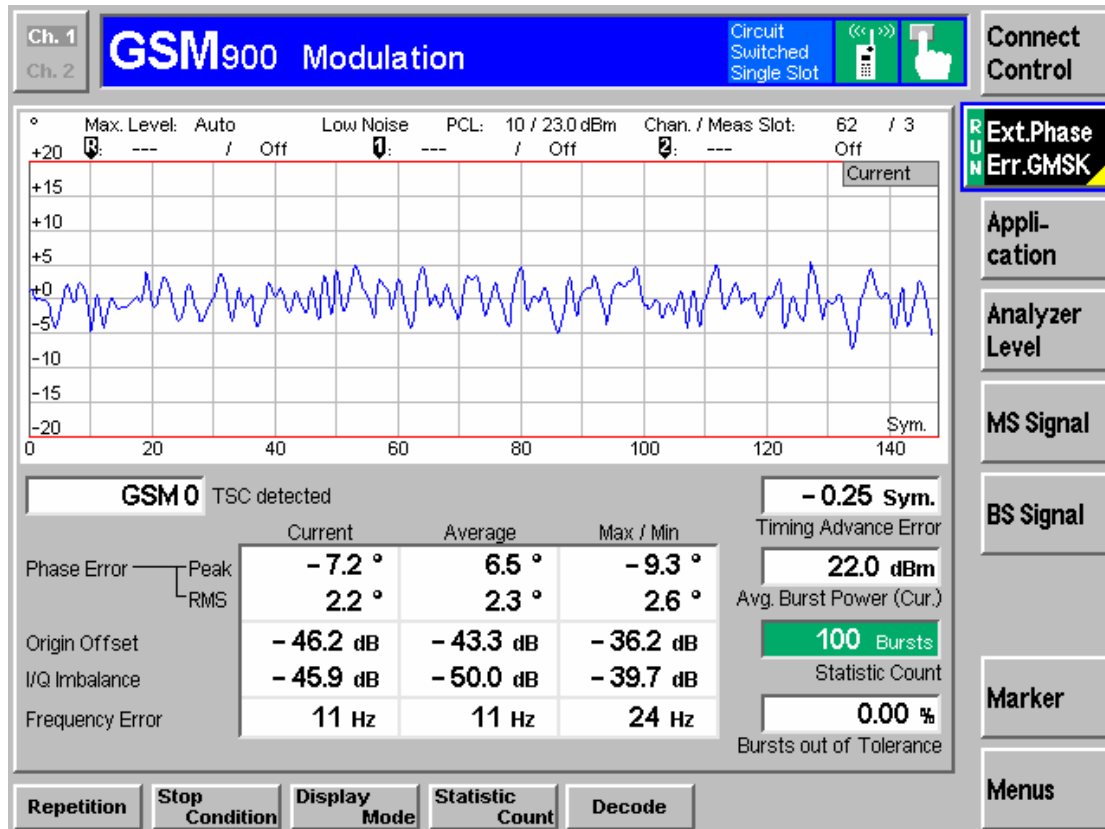 Ch. 1
Ch. 2
GSM900 Modulation
Circuit
Switched
Single Slot
Connect
Control
° Max. Level: Auto Low Noise PCL: 10 / 23.0 dBm Chan. / Meas Slot: 62 / 3
R: --- / Off 1: --- / Off 2: --- Off
Current
+20
+15
+10
+5
+0
-5
-10
-15
-20
Sym.
0 20 40 60 80 100 120 140
RUN
Ext.Phase
Err.GMSK
Appli-
cation
Analyzer
Level
MS Signal
BS Signal
Marker
Menus
GSM 0 TSC detected
Current Average Max / Min
Phase Error Peak - 7.2 ° 6.5 ° - 9.3 °
RMS 2.2 ° 2.3 ° 2.6 °
Origin Offset - 46.2 dB - 43.3 dB - 36.2 dB
I/Q Imbalance - 45.9 dB - 50.0 dB - 39.7 dB
Frequency Error 11 Hz 11 Hz 24 Hz
- 0.25 Sym.
Timing Advance Error
22.0 dBm
Avg. Burst Power (Cur.)
100 Bursts
Statistic Count
0.00 %
Bursts out of Tolerance
Repetition
Stop
Condition
Display
Mode
Statistic
Count
Decode